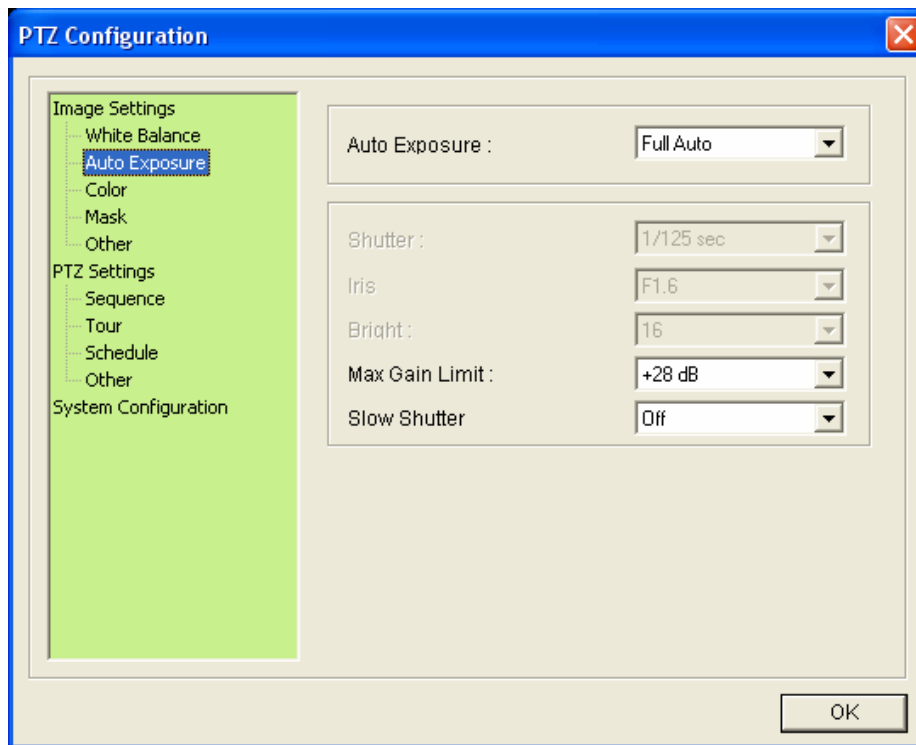 PTZ Configuration
Image Settings
White Balance
Auto Exposure
Color
Mask
Other
PTZ Settings
Sequence
Tour
Schedule
Other
System Configuration
Auto Exposure : Full Auto
Shutter : 1/125 sec
Iris F1.6
Bright : 16
Max Gain Limit : +28 dB
Slow Shutter Off
OK